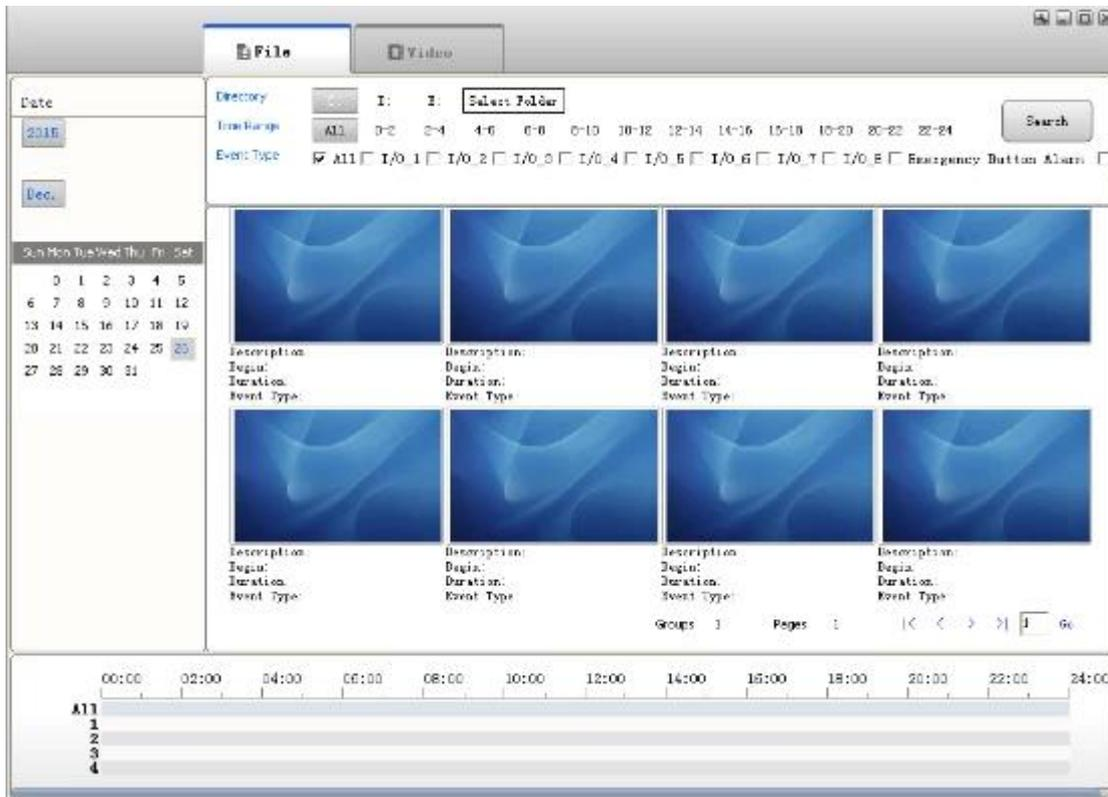 File Video
Date
2015
Dec.
Sun Mon Tue Wed Thu Fri Sat
0 1 2 3 4 5
6 7 8 9 10 11 12
13 14 15 16 17 18 19
20 21 22 23 24 25 26
27 28 29 30 31
Directory I: E: Select Folder
Time Range All 0-2 2-4 4-6 6-8 8-10 10-12 12-14 14-16 16-18 18-20 20-22 22-24
Search
Event Type All I/O_1 I/O_2 I/O_3 I/O_4 I/O_5 I/O_6 I/O_7 I/O_8 Emergency Button Alarm
Description: Description: Description: Description:
Begin: Begin: Begin: Begin:
Duration: Duration: Duration: Duration:
Event Type: Event Type: Event Type: Event Type:
Description: Description: Description: Description:
Begin: Begin: Begin: Begin:
Duration: Duration: Duration: Duration:
Event Type: Event Type: Event Type: Event Type:
Groups 1 Pages 1 |< < > >| 1 Go
00:00 02:00 04:00 06:00 08:00 10:00 12:00 14:00 16:00 18:00 20:00 22:00 24:00
All
1
2
3
4